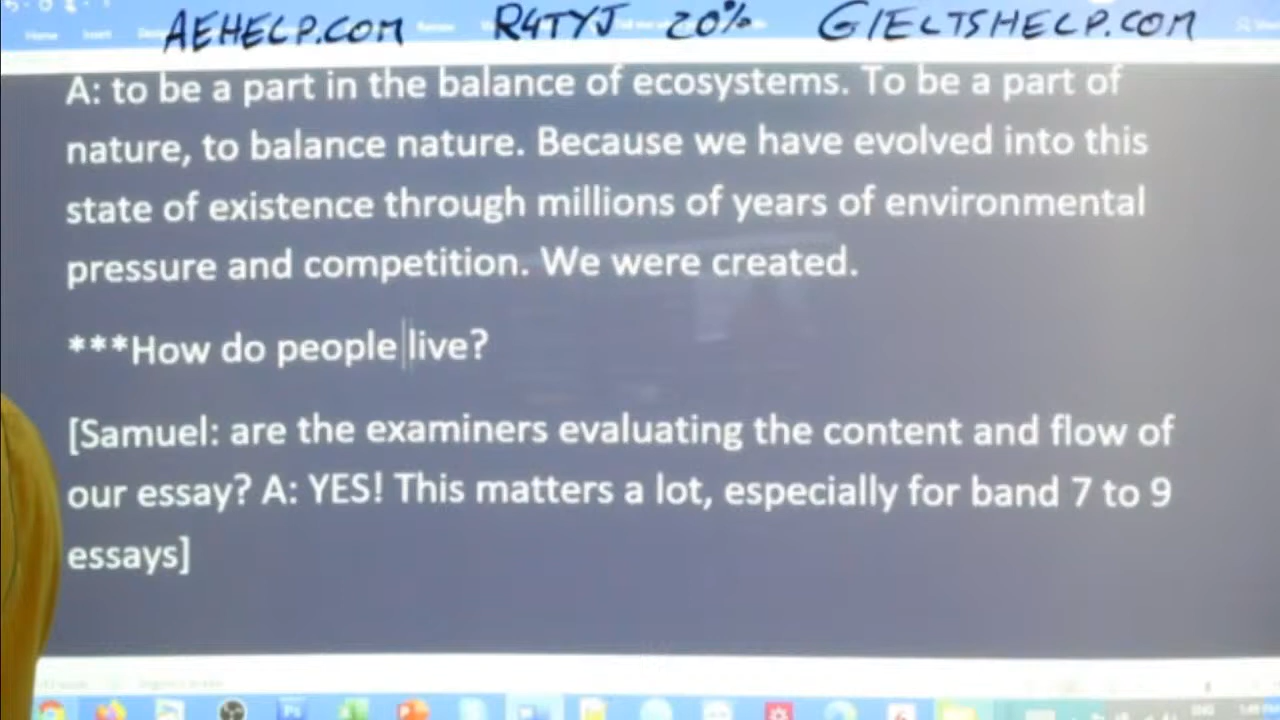 AEHELP.COM R4TYJ 20% GIELTSHELP.COM
Home Insert
A: to be a part in the balance of ecosystems. To be a part of
nature, to balance nature. Because we have evolved into this
state of existence through millions of years of environmental
pressure and competition. We were created.
***How do people live?
[Samuel: are the examiners evaluating the content and flow of
our essay? A: YES! This matters a lot, especially for band 7 to 9
essays]